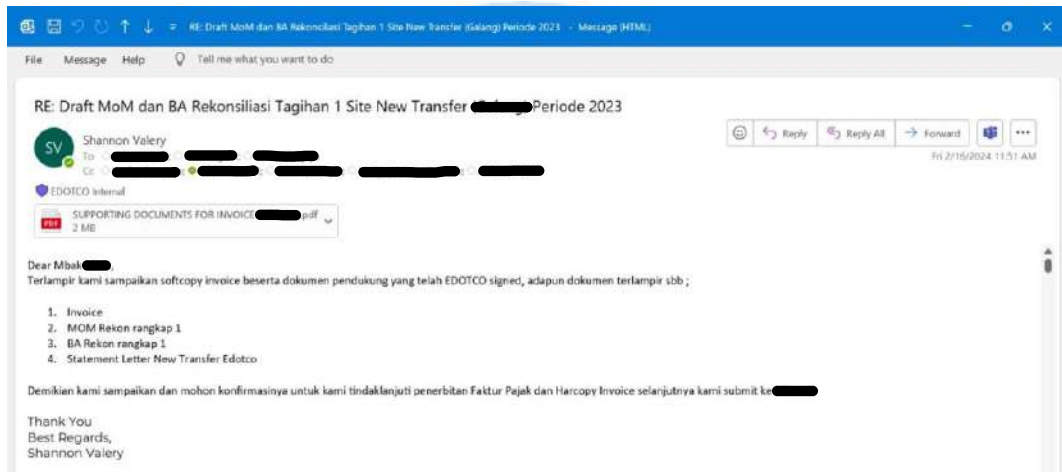 RE: Draft MoM dan BA Rekonsiliasi Tagihan 1 Site New Transfer (Galang) Periode 2023 - Message (HTML)
File Message Help Tell me what you want to do
RE: Draft MoM dan BA Rekonsiliasi Tagihan 1 Site New Transfer Periode 2023
SV
Shannon Valery
To
Cc
Reply Reply All Forward
Fri 2/16/2024 11:51 AM
EDOTCO Internal
PDF
SUPPORTING DOCUMENTS FOR INVOICE .pdf
2 MB
Dear Mbak ,
Terlampir kami sampaikan softcopy invoice beserta dokumen pendukung yang telah EDOTCO signed, adapun dokumen terlampir sbb ;
1. Invoice
2. MOM Rekon rangkap 1
3. BA Rekon rangkap 1
4. Statement Letter New Transfer Edotco
Demikian kami sampaikan dan mohon konfirmasinya untuk kami tindaklanjuti penerbitan Faktur Pajak dan Harcopy Invoice selanjutnya kami submit ke
Thank You
Best Regards,
Shannon Valery